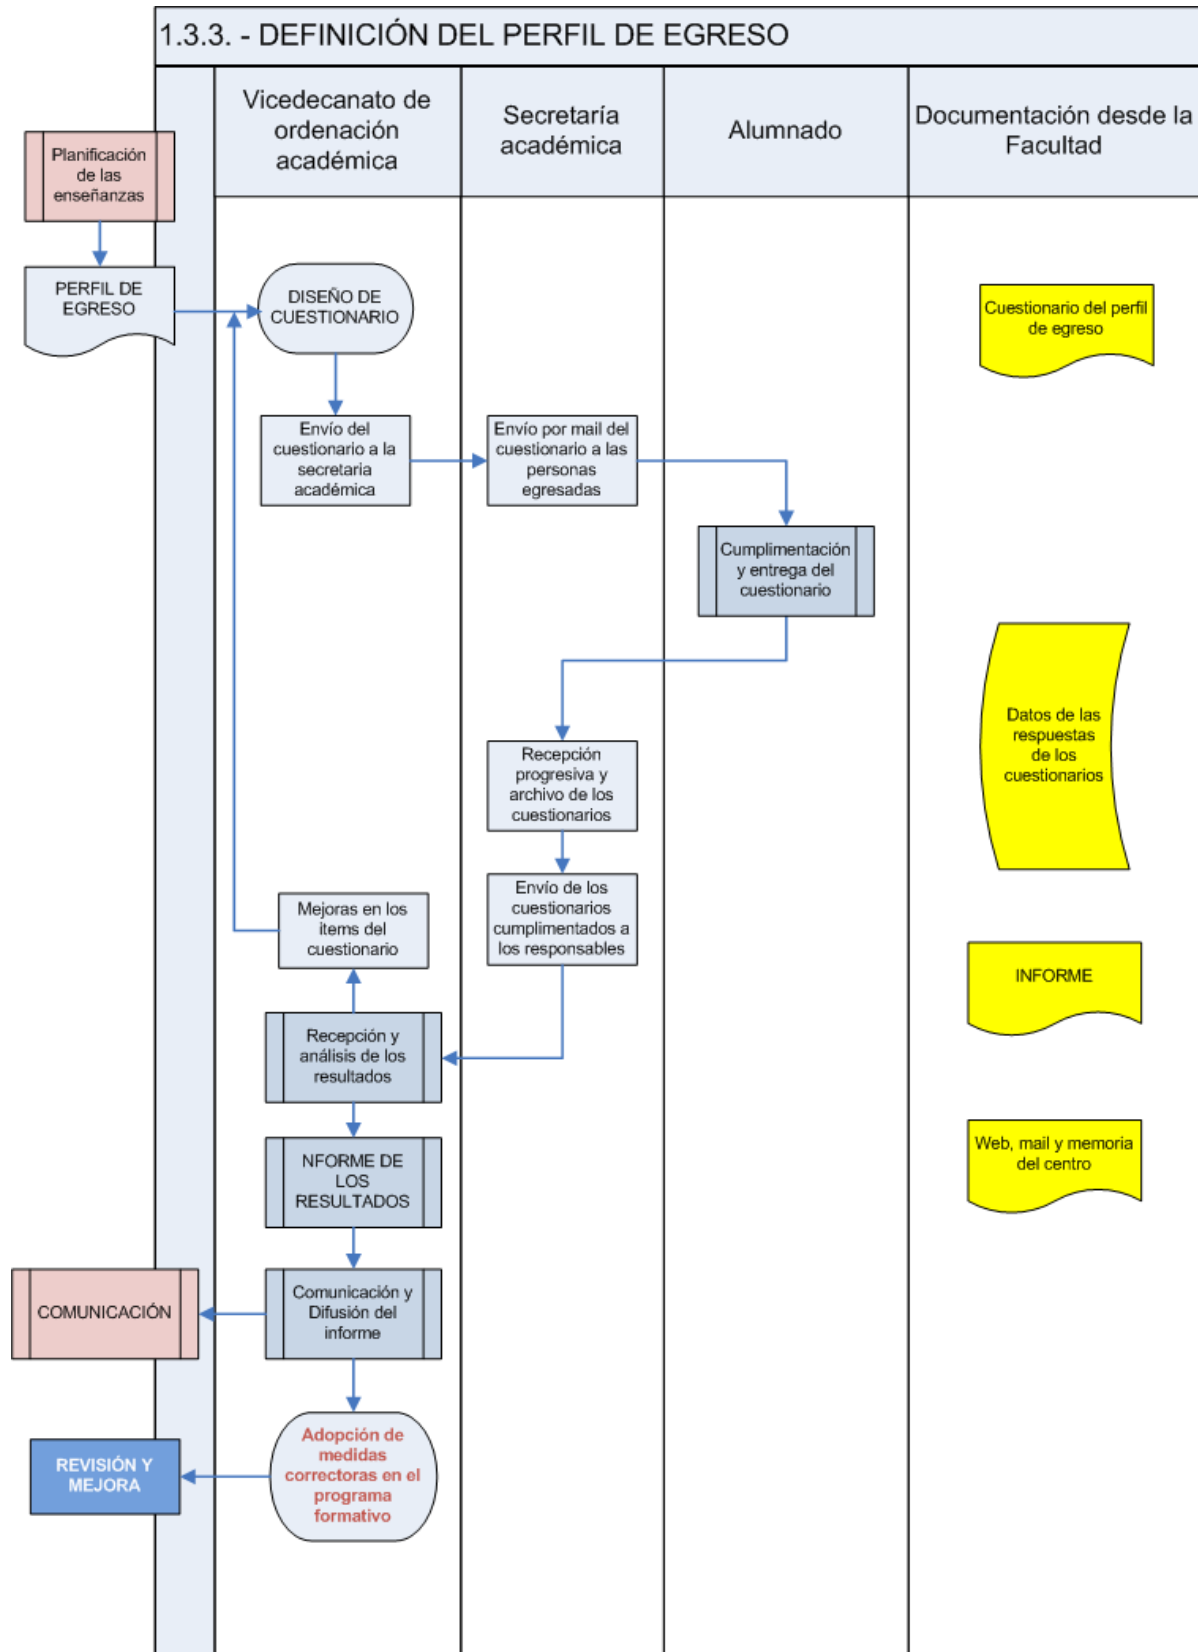 1.3.3. - DEFINICIÓN DEL PERFIL DE EGRESO
Vicedecanato de
ordenación
académica
Secretaría
académica
Alumnado
Documentación desde la
Facultad
Planificación
de las
enseñanzas
PERFIL DE
EGRESO
DISEÑO DE
CUESTIONARIO
Cuestionario del perfil
de egreso
Envío del
cuestionario a la
secretaria
académica
Envío por mail del
cuestionario a las
personas
egresadas
Cumplimentación
y entrega del
cuestionario
Datos de las
respuestas
de los
cuestionarios
Recepción
progresiva y
archivo de los
cuestionarios
Envío de los
cuestionarios
cumplimentados a
los responsables
Mejoras en los
items del
cuestionario
INFORME
Recepción y
análisis de los
resultados
NFORME DE
LOS
RESULTADOS
Web, mail y memoria
del centro
COMUNICACIÓN
Comunicación y
Difusión del
informe
Adopción de
medidas
correctoras en el
programa
formativo
REVISIÓN Y
MEJORA